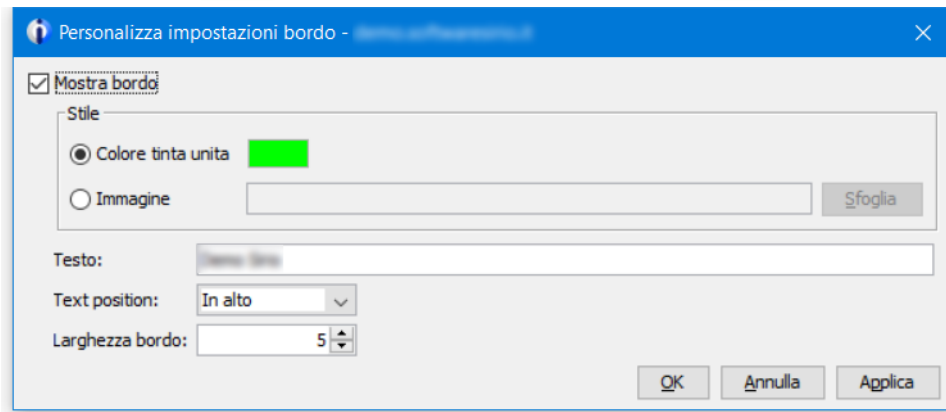 Personalizza impostazioni bordo -
Mostra bordo
Stile
Colore tinta unita
Immagine
Sfoglia
Testo:
Text position: In alto
Larghezza bordo: 5
OK Annulla Applica